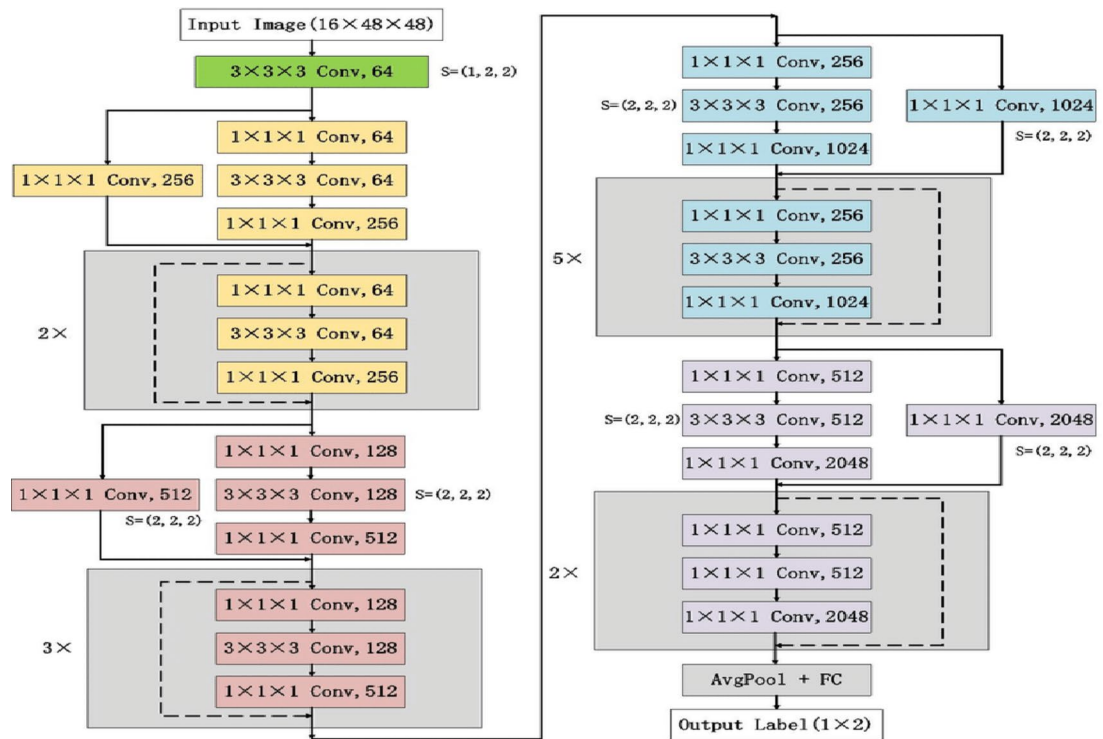 Input Image(16×48×48)
3×3×3 Conv,64
S=(1,2,2)
1×1×1 Conv,64
1×1×1 Conv,256
3×3×3 Conv,64
1×1×1 Conv,256
2×
1×1×1 Conv,64
3×3×3 Conv,64
1×1×1 Conv,256
1×1×1 Conv,128
1×1×1 Conv,512
S=(2,2,2)
3×3×3 Conv,128
S=(2,2,2)
1×1×1 Conv,512
3×
1×1×1 Conv,128
3×3×3 Conv,128
1×1×1 Conv,512
1×1×1 Conv,256
S=(2,2,2)
3×3×3 Conv,256
1×1×1 Conv,1024
S=(2,2,2)
1×1×1 Conv,1024
5×
1×1×1 Conv,256
3×3×3 Conv,256
1×1×1 Conv,1024
1×1×1 Conv,512
S=(2,2,2)
3×3×3 Conv,512
1×1×1 Conv,2048
S=(2,2,2)
1×1×1 Conv,2048
2×
1×1×1 Conv,512
1×1×1 Conv,512
1×1×1 Conv,2048
AvgPool + FC
Output Label(1×2)